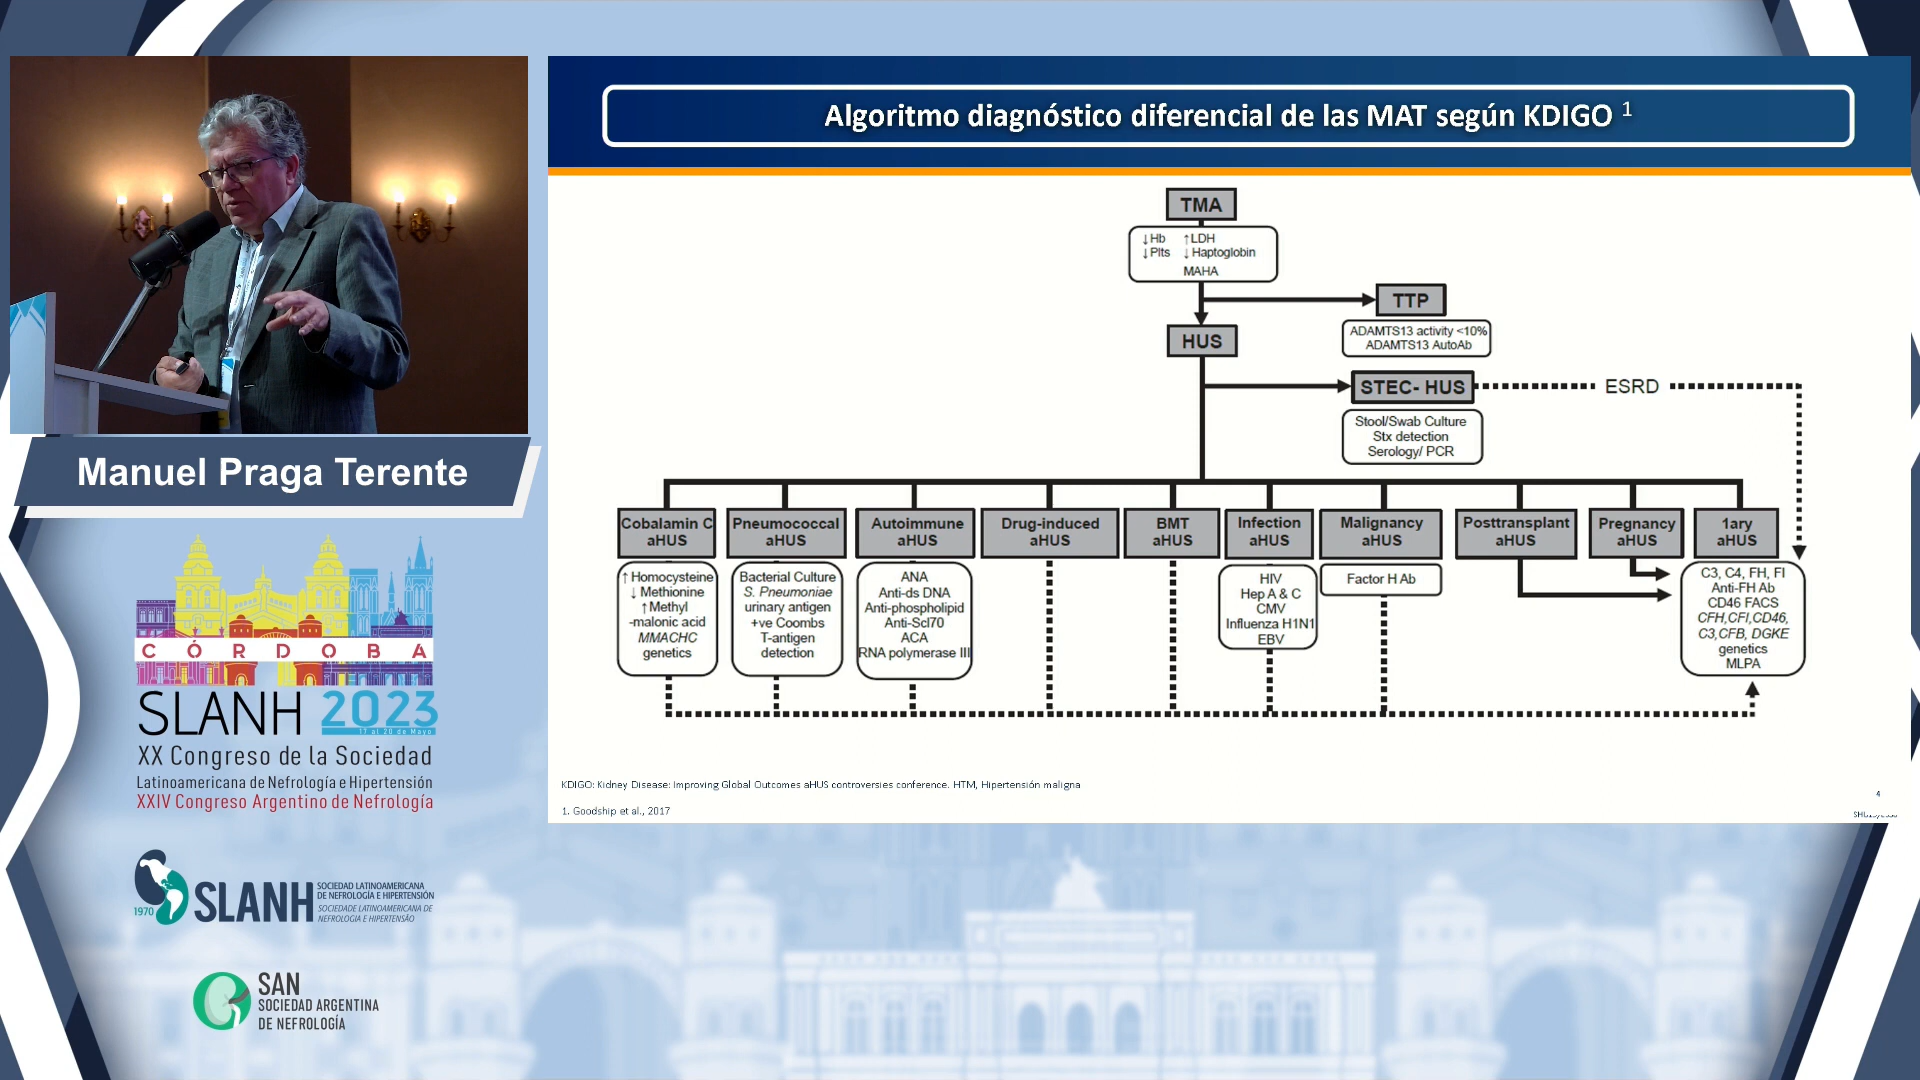 Algoritmo diagnóstico diferencial de las MAT según KDIGO 1
TMA
↓Hb ↑LDH
↓Plts ↓Haptoglobin
MAHA
TTP
ADAMTS13 activity <10%
ADAMTS13 AutoAb
HUS
STEC- HUS
ESRD
Stool/Swab Culture
Stx detection
Serology/ PCR
Cobalamin C
aHUS
↑Homocysteine
↓ Methionine
↑Methyl
-malonic acid
MMACHC
genetics
Pneumococcal
aHUS
Bacterial Culture
S. Pneumoniae
urinary antigen
+ve Coombs
T-antigen
detection
Autoimmune
aHUS
ANA
Anti-ds DNA
Anti-phospholipid
Anti-Scl70
ACA
RNA polymerase III
Drug-induced
aHUS
BMT
aHUS
Infection
aHUS
HIV
Hep A & C
CMV
Influenza H1N1
EBV
Malignancy
aHUS
Factor H Ab
Posttransplant
aHUS
Pregnancy
aHUS
1ary
aHUS
C3, C4, FH, FI
Anti-FH Ab
CD46 FACS
CFH,CFI,CD46,
C3,CFB, DGKE
genetics
MLPA
KDIGO: Kidney Disease: Improving Global Outcomes aHUS controversies conference. HTM, Hipertensión maligna
4
1. Goodship et al., 2017
Manuel Praga Terente
CÓRDOBA
SLANH 2023
17 al 20 de Mayo
XX Congreso de la Sociedad
Latinoamericana de Nefrología e Hipertensión
XXIV Congreso Argentino de Nefrología
1970
SLANH
SOCIEDAD LATINOAMERICANA
DE NEFROLOGÍA E HIPERTENSIÓN
SOCIEDADE LATINOAMERICANA DE
NEFROLOGIA E HIPERTENSÃO
SAN
SOCIEDAD ARGENTINA
DE NEFROLOGÍA